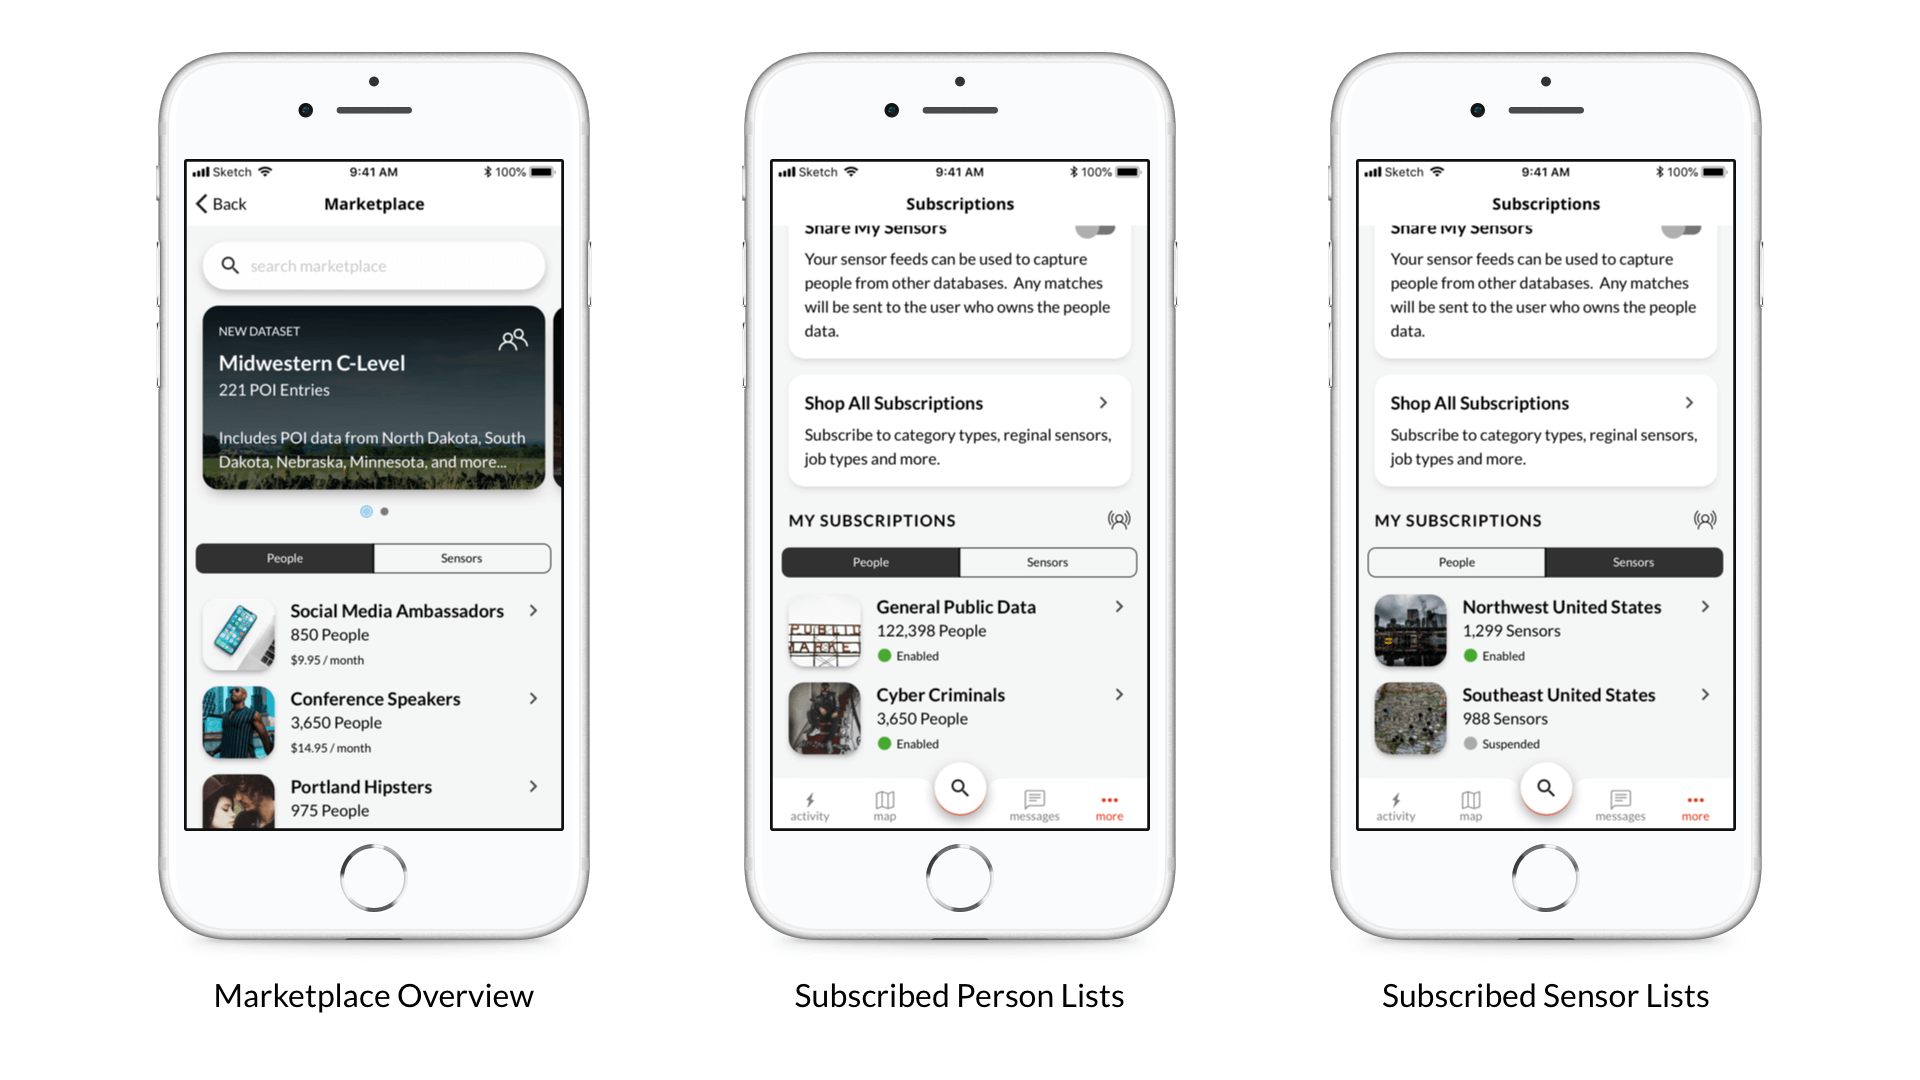 Sketch 9:41 AM 100%
Back Marketplace
search marketplace
NEW DATASET
Midwestern C-Level
221 POI Entries
Includes POI data from North Dakota, South
Dakota, Nebraska, Minnesota, and more...
People Sensors
Social Media Ambassadors
850 People
$9.95 / month
Conference Speakers
3,650 People
$14.95 / month
Portland Hipsters
975 People
Marketplace Overview
Sketch 9:41 AM 100%
Subscriptions
Share My Sensors
Your sensor feeds can be used to capture
people from other databases. Any matches
will be sent to the user who owns the people
data.
Shop All Subscriptions
Subscribe to category types, reginal sensors,
job types and more.
MY SUBSCRIPTIONS
People Sensors
PUBLIC
MARKE
General Public Data
122,398 People
Enabled
Cyber Criminals
3,650 People
Enabled
activity map messages more
Subscribed Person Lists
Sketch 9:41 AM 100%
Subscriptions
Share My Sensors
Your sensor feeds can be used to capture
people from other databases. Any matches
will be sent to the user who owns the people
data.
Shop All Subscriptions
Subscribe to category types, reginal sensors,
job types and more.
MY SUBSCRIPTIONS
People Sensors
Northwest United States
1,299 Sensors
Enabled
Southeast United States
988 Sensors
Suspended
activity map messages more
Subscribed Sensor Lists